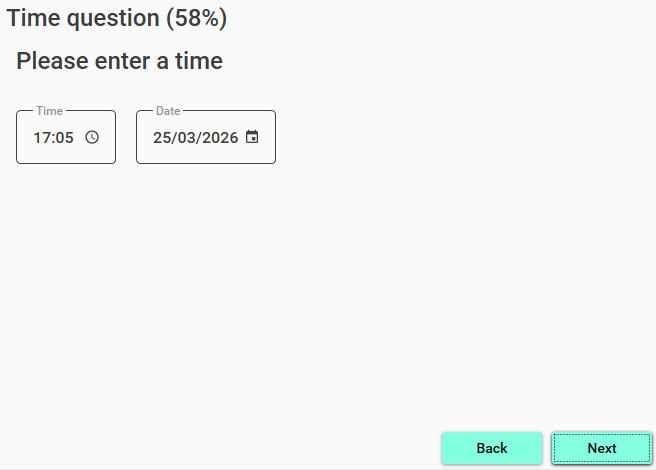 Time question (58%)
Please enter a time
Time Date
17:05 25/03/2026
Back Next